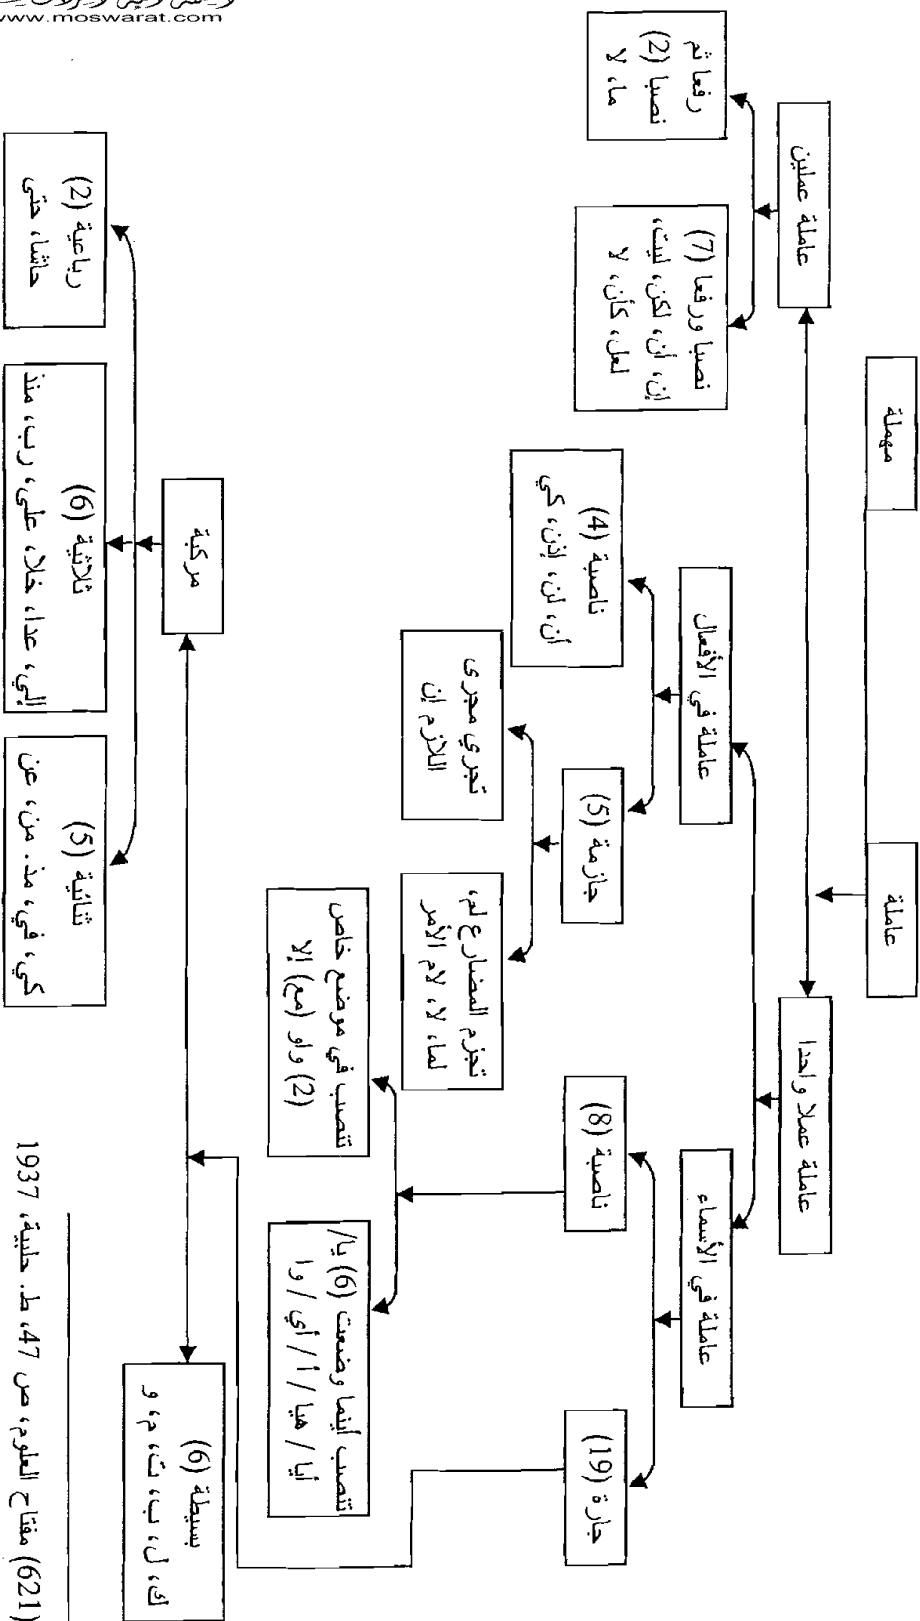 www.moswarat.com
مهملة
عاملة
عاملة عملين
عاملة عملا واحدا
رفعا ثم
نصبا (2)
ما، لا
نصبا ورفعا (7)
إن، أن، لكن، ليت،
لعل، كأن، لا
عاملة في الأفعال
عاملة في الأسماء
ناصبة (4)
أن، لن، إذن، كي
جازمة (5)
ناصبة (8)
جارة (19)
تجري مجرى
اللازم إن
تجزم المضارع لم،
لما، لا، لام الأمر
تنصب في موضع خاص
(2) واو (مع) إلا
تنصب أينما وضعت (6) يا/
أيا / هيا / أ / أي / وا
مركبة
بسيطة (6)
ك، ل، ب، ت، م، و
رباعية (2)
حاشا، حتى
ثلاثية (6)
إلي، عدا، خلا، على، رب، منذ
ثنائية (5)
كي، في، مذ. من، عن
(621) مفتاح العلوم، ص 47، ط. حلبية، 1937